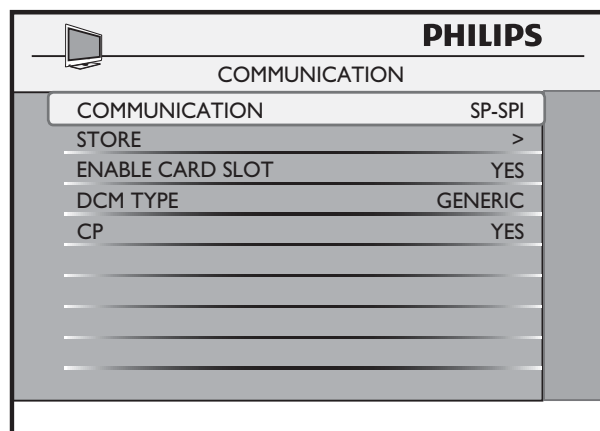 PHILIPS
COMMUNICATION
COMMUNICATION SP-SPI
STORE >
ENABLE CARD SLOT YES
DCM TYPE GENERIC
CP YES